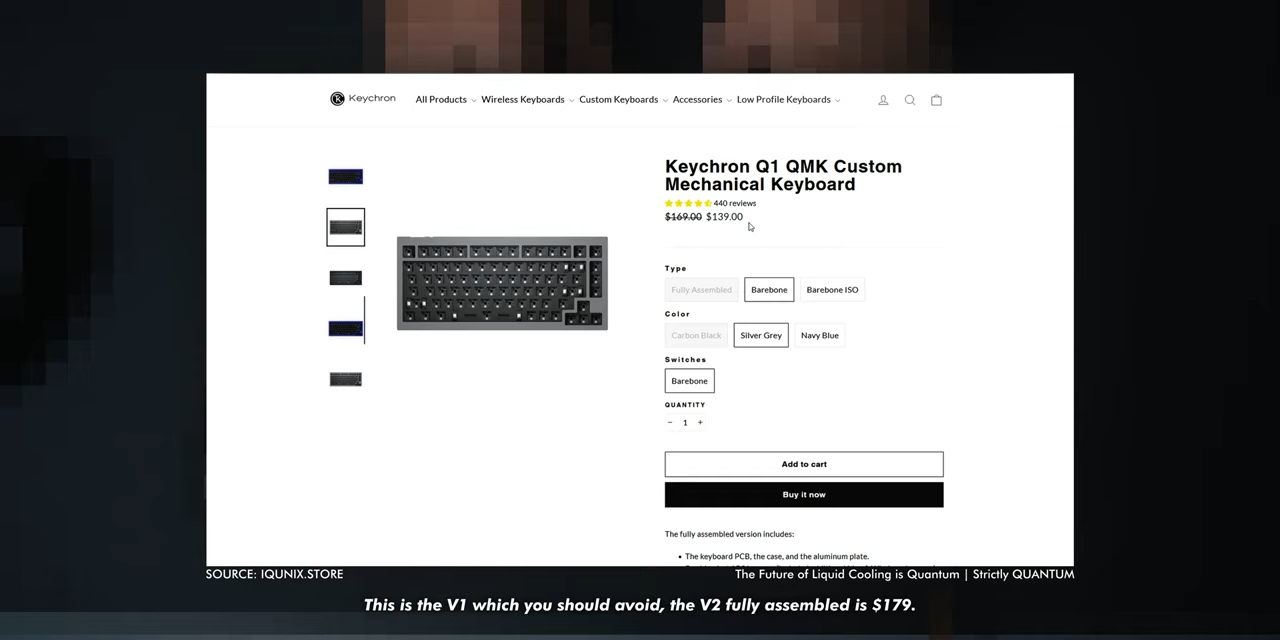 Keychron
All Products Wireless Keyboards Custom Keyboards Accessories Low Profile Keyboards
Keychron Q1 QMK Custom
Mechanical Keyboard
440 reviews
$169.00 $139.00
Type
Fully Assembled Barebone Barebone ISO
Color
Carbon Black Silver Grey Navy Blue
Switches
Barebone
QUANTITY
− 1 +
Add to cart
Buy it now
The fully assembled version includes:
• The keyboard PCB, the case, and the aluminum plate.
SOURCE: IQUNIX.STORE
The Future of Liquid Cooling is Quantum | Strictly QUANTUM
This is the V1 which you should avoid, the V2 fully assembled is $179.